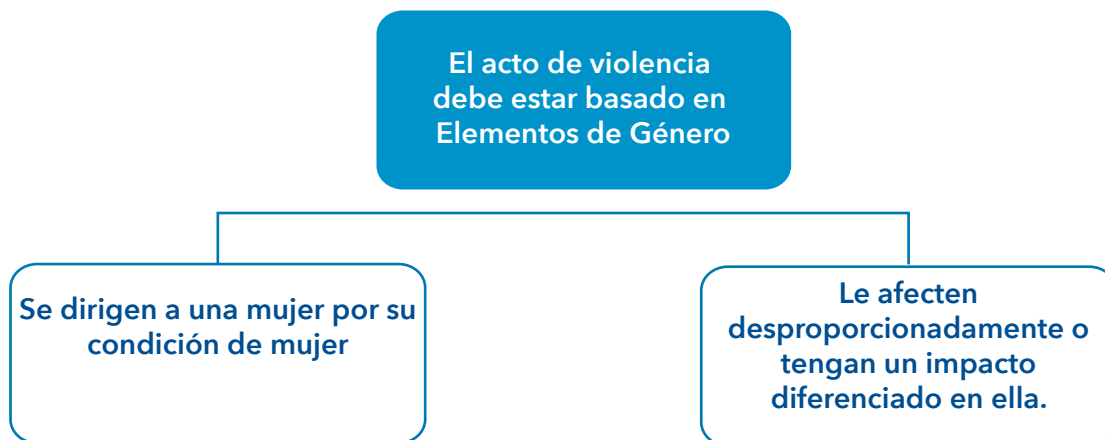 El acto de violencia
debe estar basado en
Elementos de Género
Se dirigen a una mujer por su
condición de mujer
Le afecten
desproporcionadamente o
tengan un impacto
diferenciado en ella.